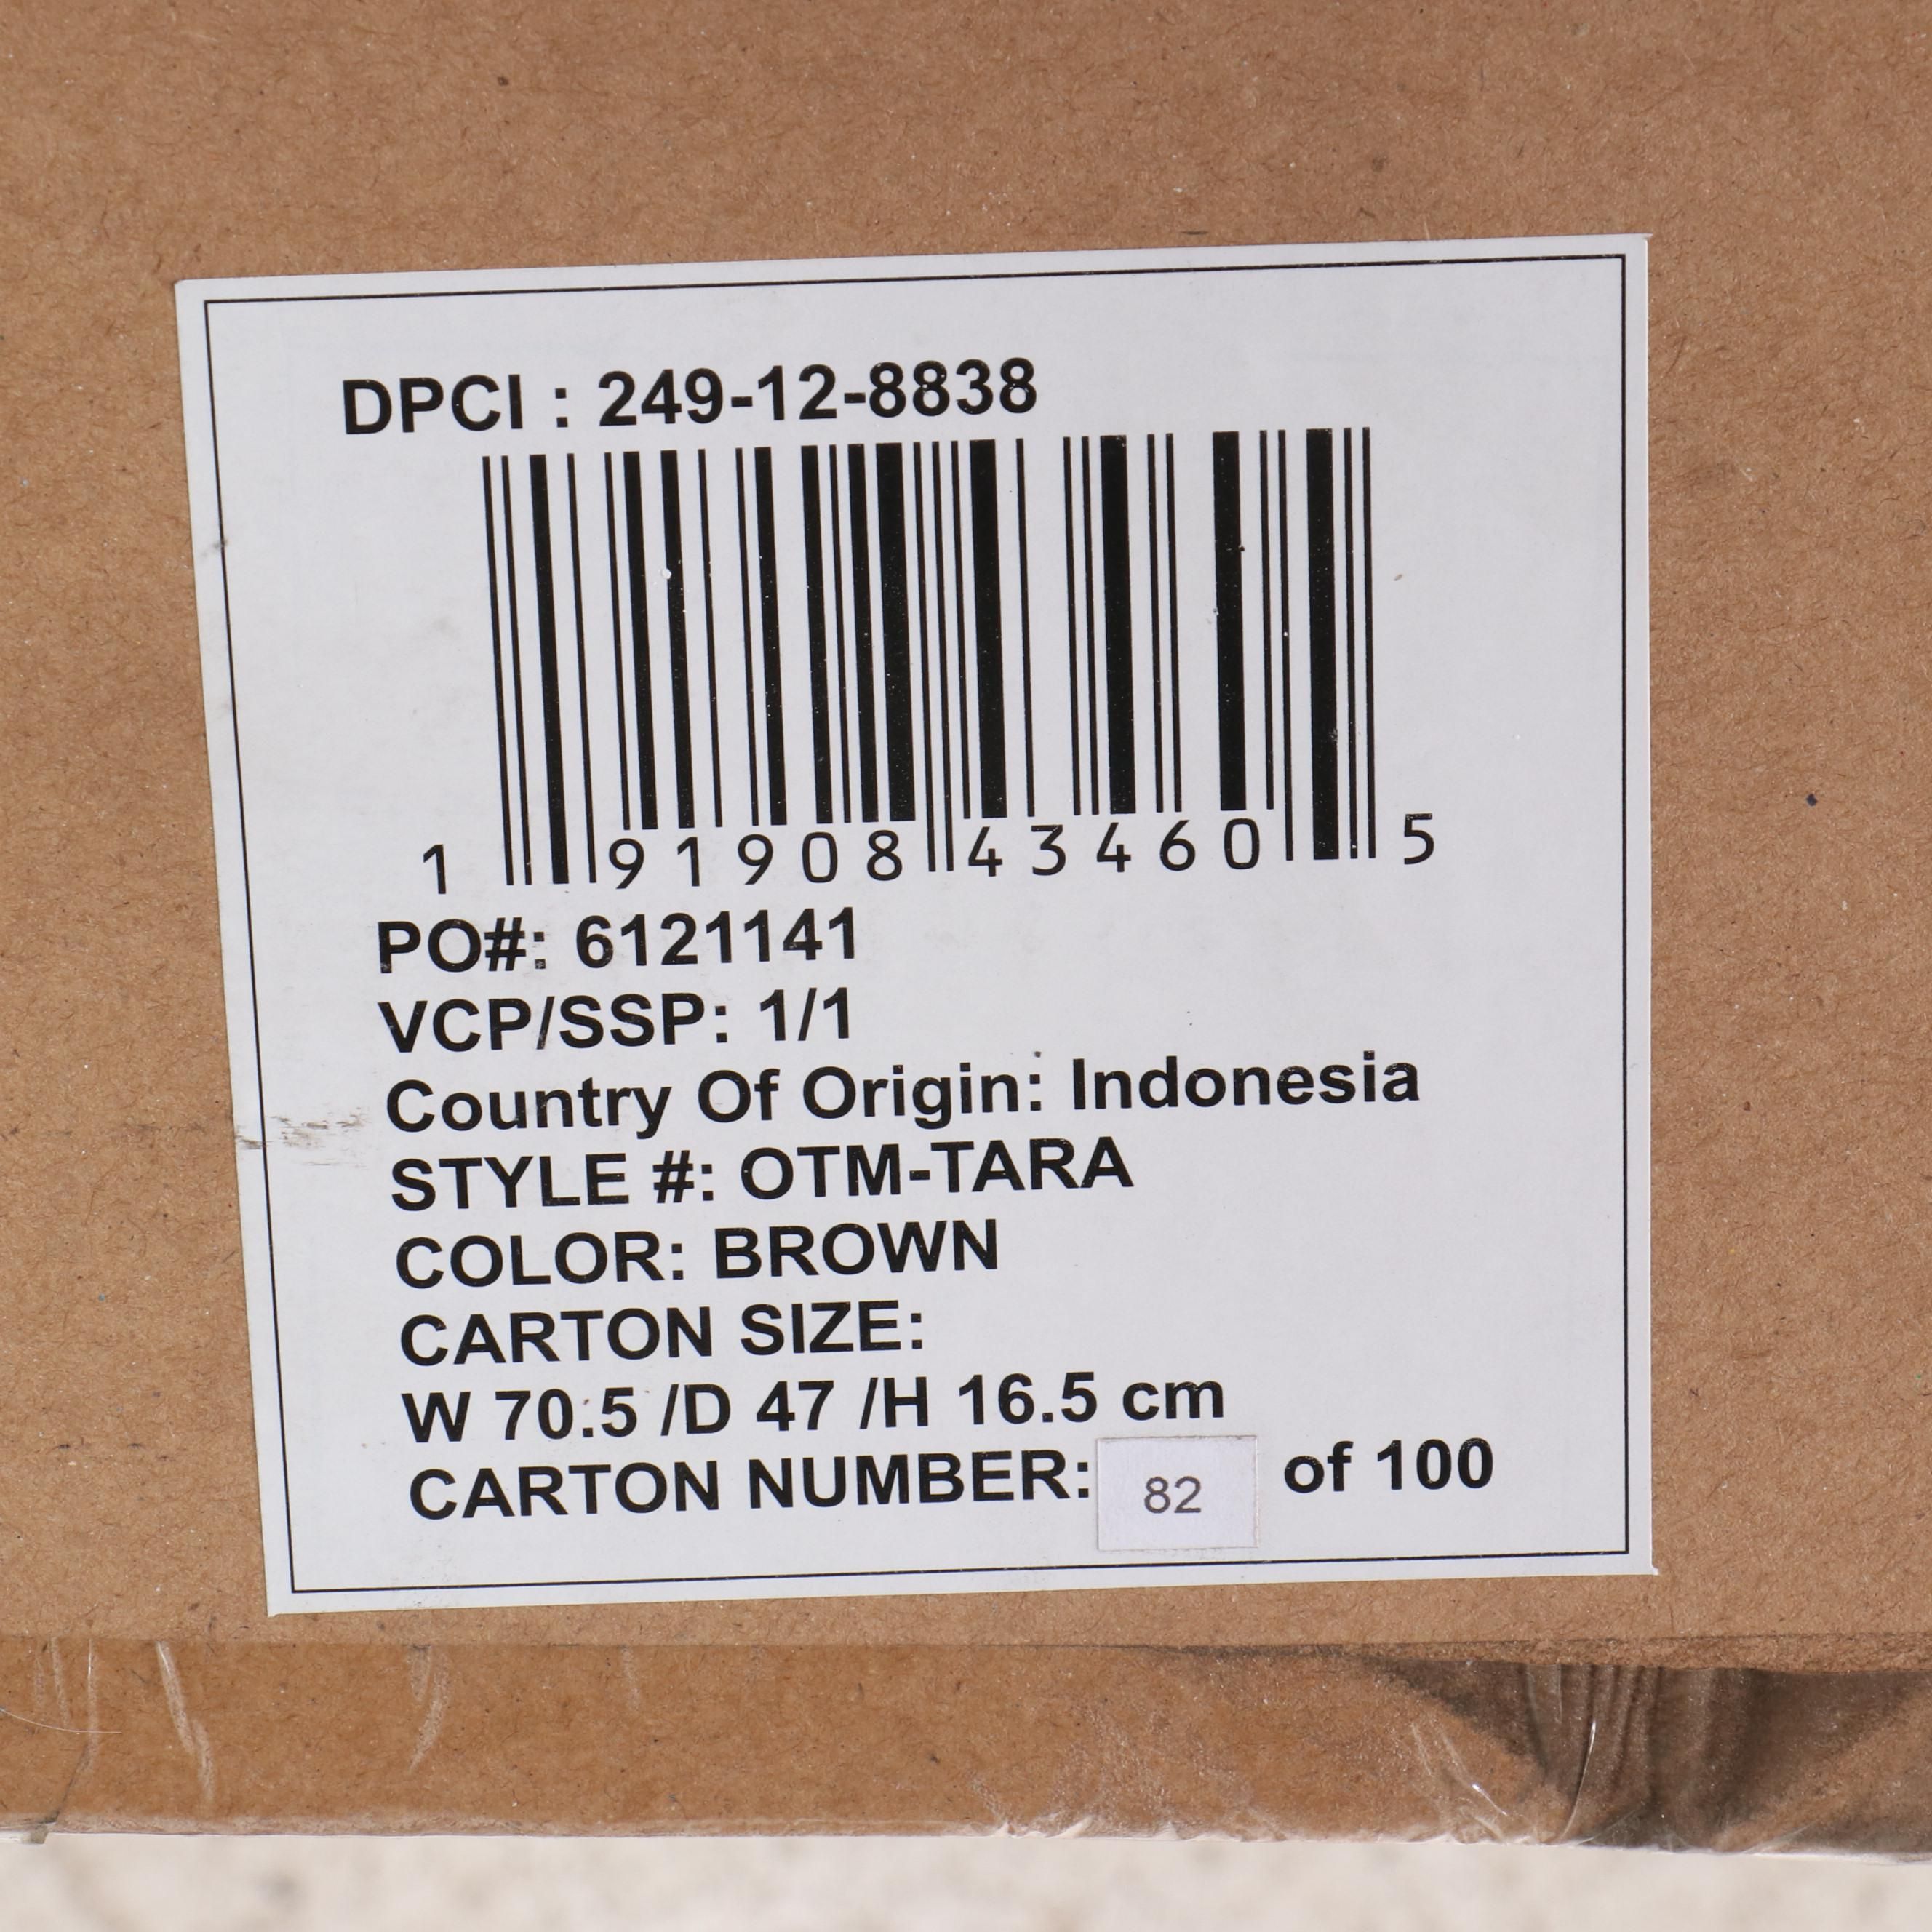 DPCI : 249-12-8838
1 91908 43460 5
PO#: 6121141
VCP/SSP: 1/1
Country Of Origin: Indonesia
STYLE #: OTM-TARA
COLOR: BROWN
CARTON SIZE:
W 70.5 /D 47 /H 16.5 cm
CARTON NUMBER: 82 of 100